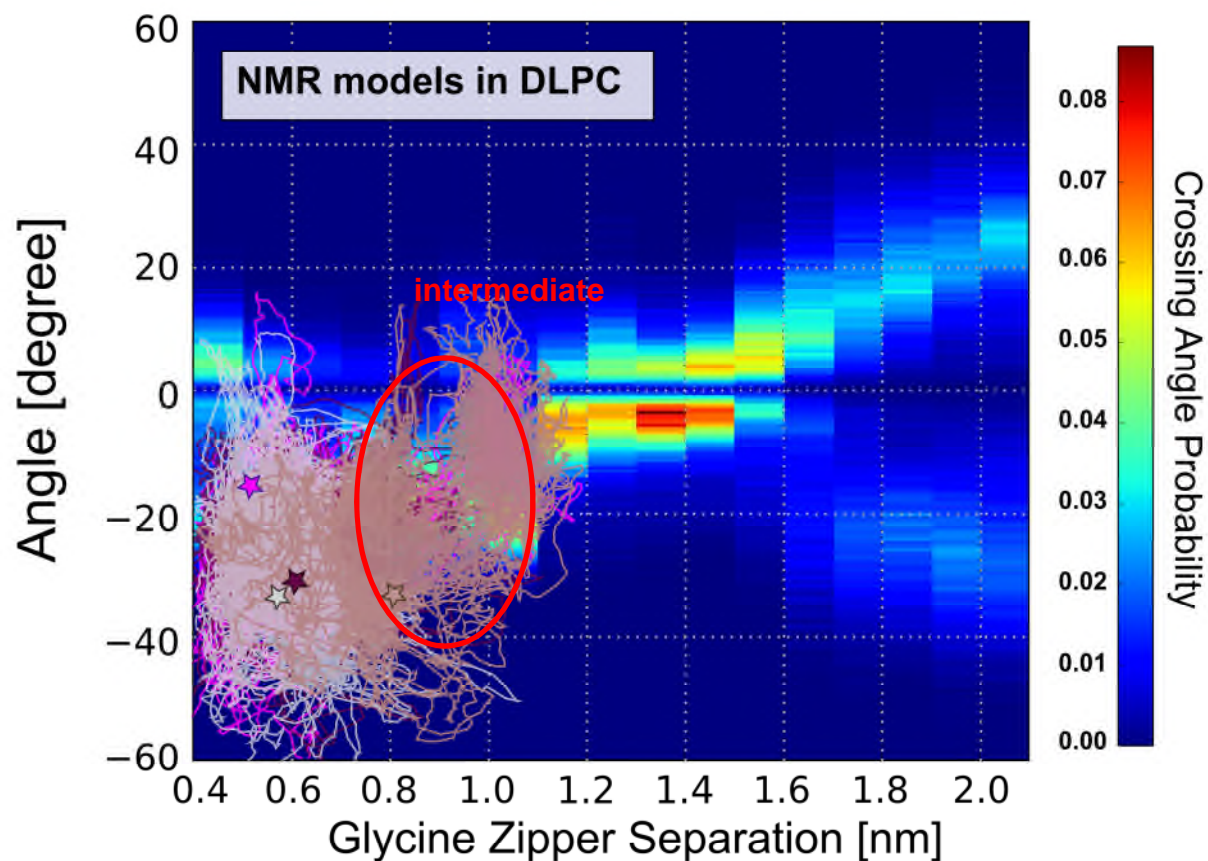 NMR models in DLPC
intermediate
Angle [degree]
60
40
20
0
−20
−40
−60
0.4 0.6 0.8 1.0 1.2 1.4 1.6 1.8 2.0
Glycine Zipper Separation [nm]
0.08
0.07
0.06
0.05
0.04
0.03
0.02
0.01
0.00
Crossing Angle Probability